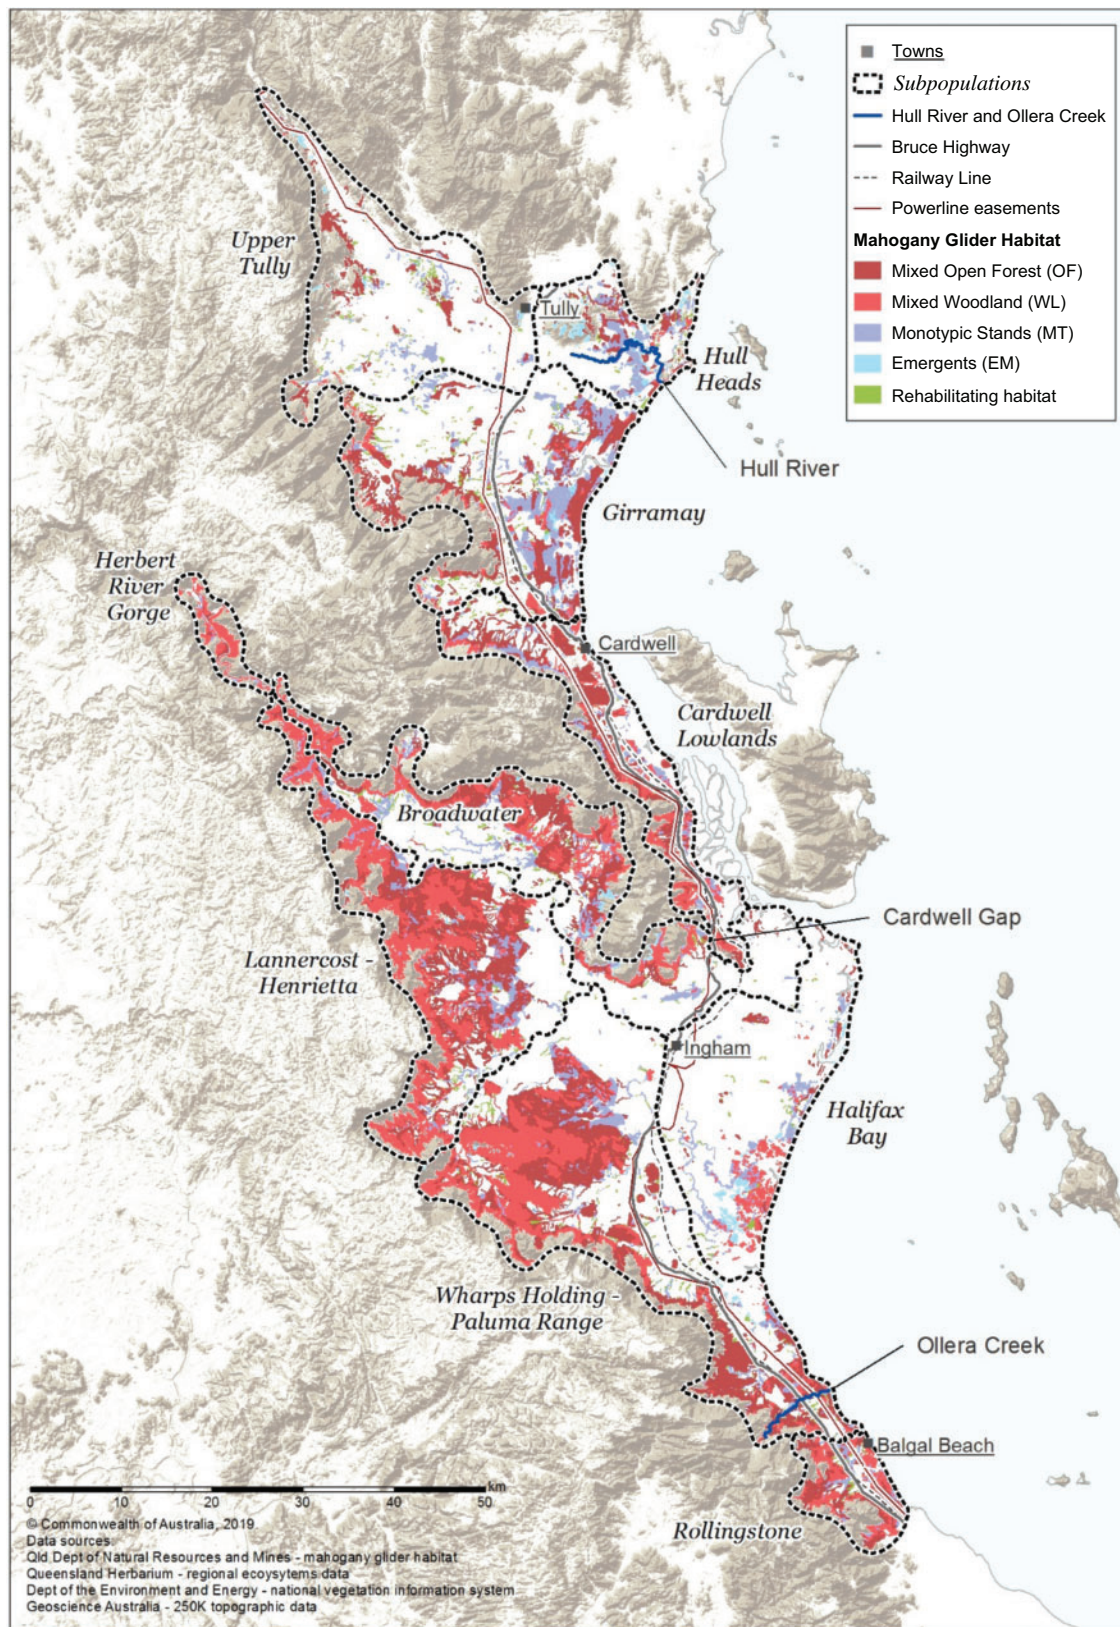 Towns
Subpopulations
Hull River and Ollera Creek
Bruce Highway
Railway Line
Powerline easements
Mahogany Glider Habitat
Mixed Open Forest (OF)
Mixed Woodland (WL)
Monotypic Stands (MT)
Emergents (EM)
Rehabilitating habitat
Upper
Tully
Tully
Hull
Heads
Hull River
Girramay
Herbert
River
Gorge
Cardwell
Cardwell
Lowlands
Broadwater
Cardwell Gap
Lannercost -
Henrietta
Ingham
Halifax
Bay
Wharps Holding -
Paluma Range
Ollera Creek
Balgal Beach
Rollingstone
km
0 10 20 30 40 50
© Commonwealth of Australia, 2019.
Data sources:
Qld Dept of Natural Resources and Mines - mahogany glider habitat
Queensland Herbarium - regional ecosytems data
Dept of the Environment and Energy - national vegetation information system
Geoscience Australia - 250K topographic data